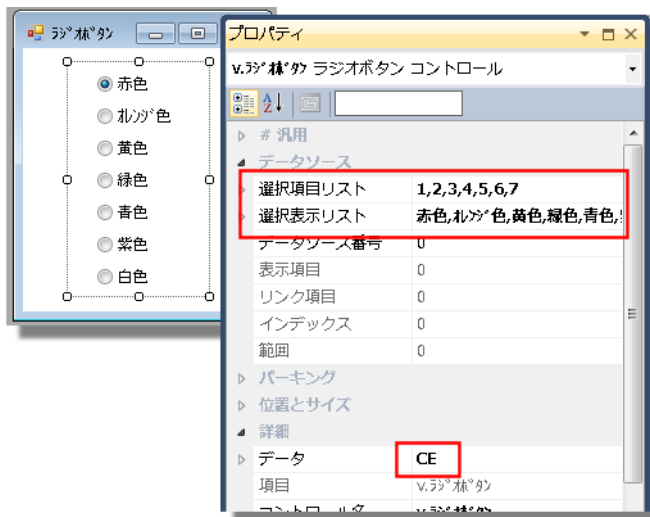 ﾗｼﾞｵﾎﾞﾀﾝ
赤色
ｵﾚﾝｼﾞ色
黄色
緑色
青色
紫色
白色
プロパティ
v.ﾗｼﾞｵﾎﾞﾀﾝ ラジオボタン コントロール
# 汎用
データソース
選択項目リスト 1,2,3,4,5,6,7
選択表示リスト 赤色,ｵﾚﾝｼﾞ色,黄色,緑色,青色,
データソース番号 0
表示項目 0
リンク項目 0
インデックス 0
範囲 0
パーキング
位置とサイズ
詳細
データ CE
項目 v.ﾗｼﾞｵﾎﾞﾀﾝ